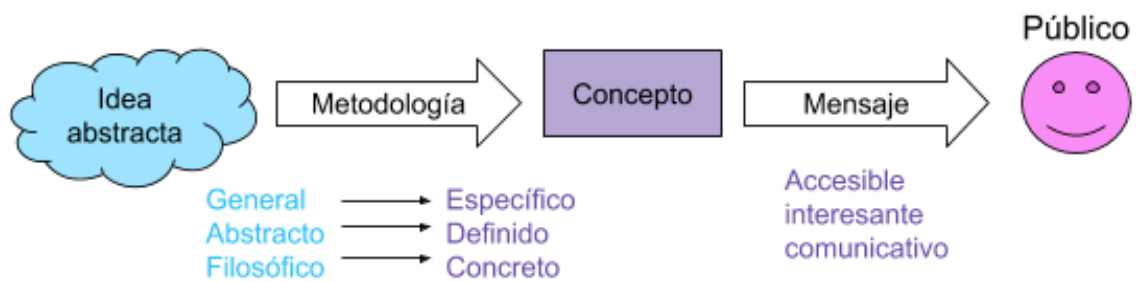 Público
Idea
abstracta
Metodología
Concepto
Mensaje
General
Específico
Abstracto
Definido
Filosófico
Concreto
Accesible
interesante
comunicativo